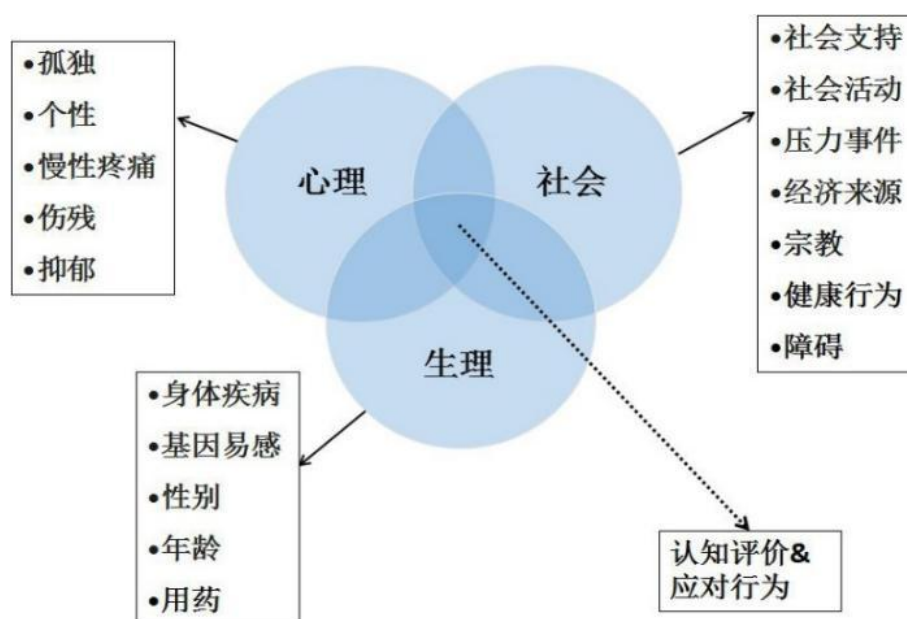 •孤独
•个性
•慢性疼痛
•伤残
•抑郁
心理
社会
生理
•社会支持
•社会活动
•压力事件
•经济来源
•宗教
•健康行为
•障碍
•身体疾病
•基因易感
•性别
•年龄
•用药
认知评价&
应对行为